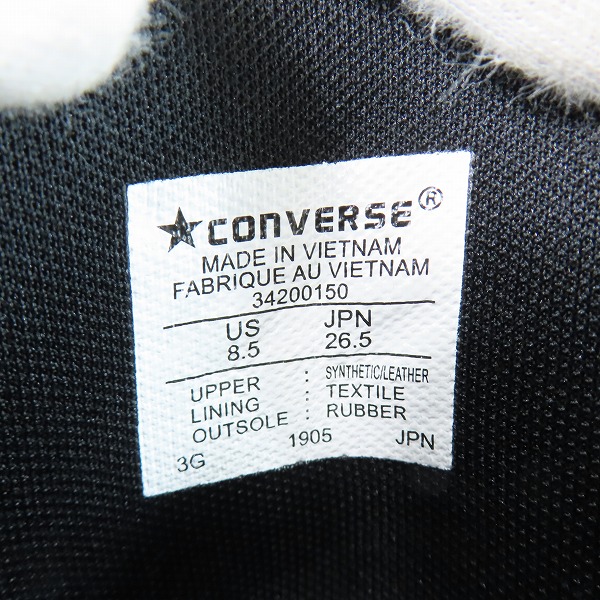 CONVERSE®
MADE IN VIETNAM
FABRIQUE AU VIETNAM
34200150
US JPN
8.5 26.5
UPPER : SYNTHETIC/LEATHER
LINING : TEXTILE
OUTSOLE : RUBBER
3G 1905 JPN